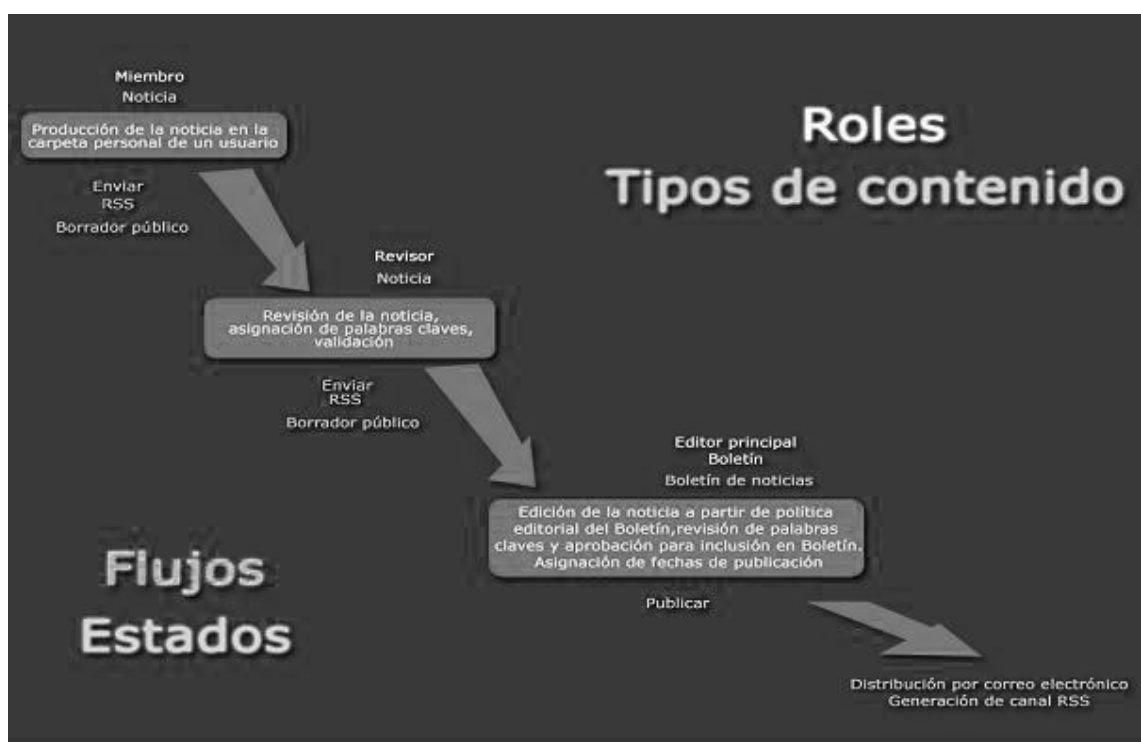 Miembro
Noticia
Producción de la noticia en la
carpeta personal de un usuario
Enviar
RSS
Borrador público
Roles
Tipos de contenido
Revisor
Noticia
Revisión de la noticia,
asignación de palabras claves,
validación
Enviar
RSS
Borrador público
Editor principal
Boletín
Boletín de noticias
Edición de la noticia a partir de política
editorial del Boletín,revisión de palabras
claves y aprobación para inclusión en Boletín.
Asignación de fechas de publicación
Publicar
Flujos
Estados
Distribución por correo electrónico
Generación de canal RSS